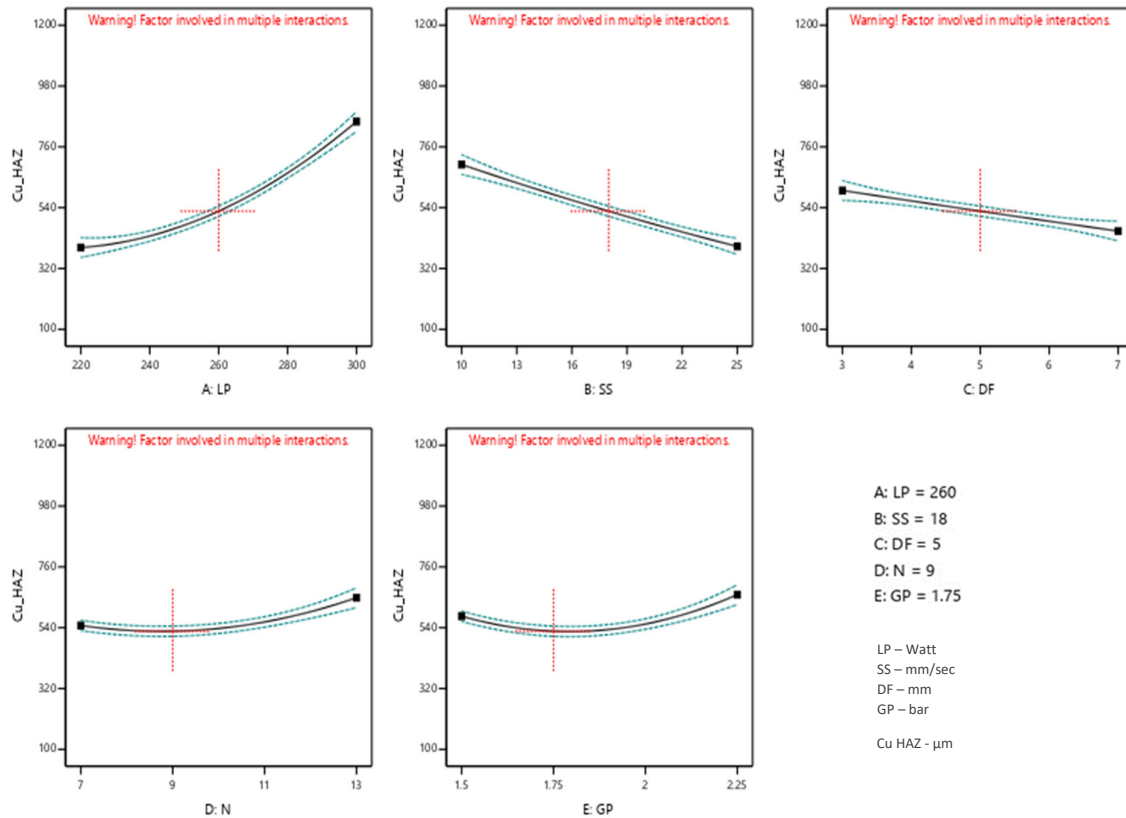 Warning! Factor involved in multiple interactions.
1200
980
760
540
320
100
Cu_HAZ
220 240 260 280 300
A: LP
Warning! Factor involved in multiple interactions.
1200
980
760
540
320
100
Cu_HAZ
10 13 16 19 22 25
B: SS
Warning! Factor involved in multiple interactions.
1200
980
760
540
320
100
Cu_HAZ
3 4 5 6 7
C: DF
Warning! Factor involved in multiple interactions.
1200
980
760
540
320
100
Cu_HAZ
7 9 11 13
D: N
Warning! Factor involved in multiple interactions.
1200
980
760
540
320
100
Cu_HAZ
1.5 1.75 2 2.25
E: GP
A: LP = 260
B: SS = 18
C: DF = 5
D: N = 9
E: GP = 1.75
LP – Watt
SS – mm/sec
DF – mm
GP – bar
Cu HAZ - µm